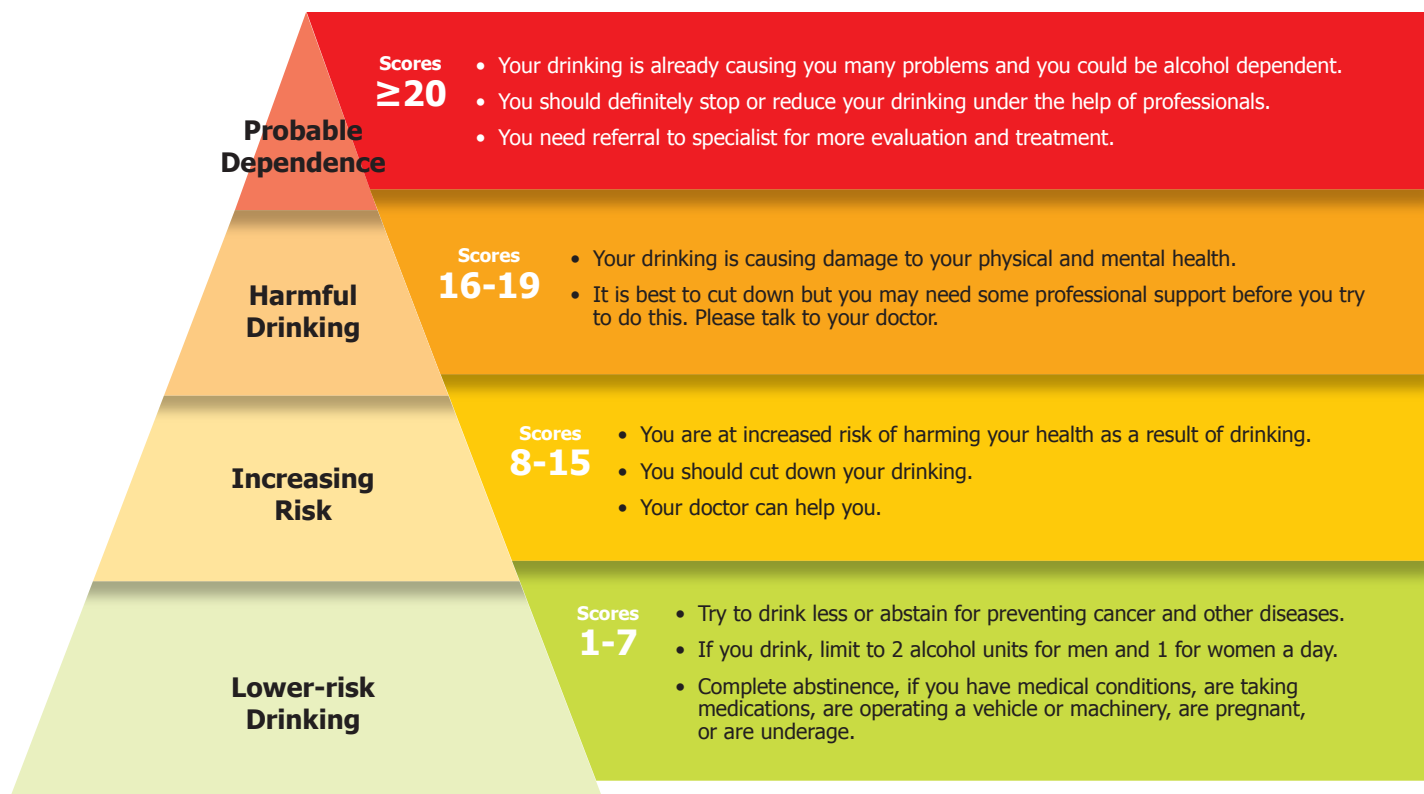 Probable
Dependence
Scores
≥20
• Your drinking is already causing you many problems and you could be alcohol dependent.
• You should definitely stop or reduce your drinking under the help of professionals.
• You need referral to specialist for more evaluation and treatment.
Harmful
Drinking
Scores
16-19
• Your drinking is causing damage to your physical and mental health.
• It is best to cut down but you may need some professional support before you try
to do this. Please talk to your doctor.
Increasing
Risk
Scores
8-15
• You are at increased risk of harming your health as a result of drinking.
• You should cut down your drinking.
• Your doctor can help you.
Lower-risk
Drinking
Scores
1-7
• Try to drink less or abstain for preventing cancer and other diseases.
• If you drink, limit to 2 alcohol units for men and 1 for women a day.
• Complete abstinence, if you have medical conditions, are taking
medications, are operating a vehicle or machinery, are pregnant,
or are underage.